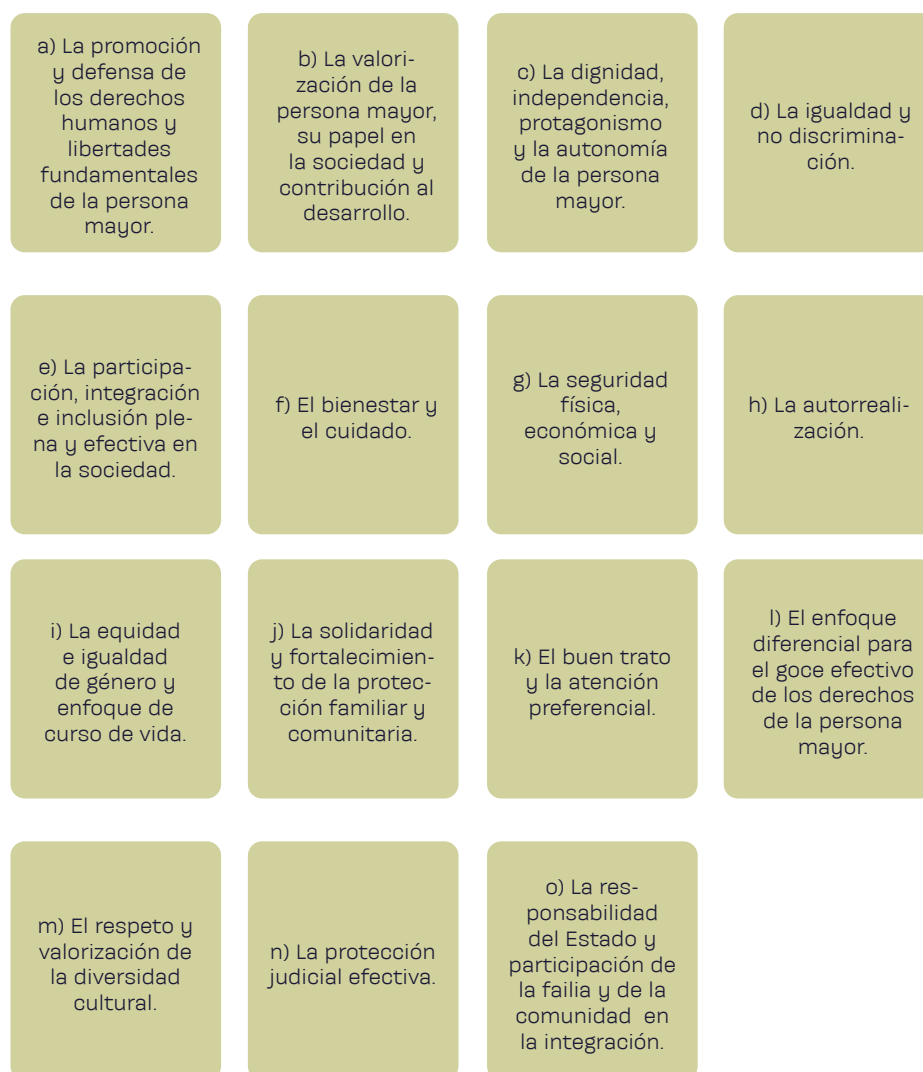 a) La promoción
y defensa de
los derechos
humanos y
libertades
fundamentales
de la persona
mayor.
b) La valori-
zación de la
persona mayor,
su papel en
la sociedad y
contribución al
desarrollo.
c) La dignidad,
independencia,
protagonismo
y la autonomía
de la persona
mayor.
d) La igualdad y
no discrimina-
ción.
e) La participa-
ción, integración
e inclusión ple-
na y efectiva en
la sociedad.
f) El bienestar y
el cuidado.
g) La seguridad
física,
económica y
social.
h) La autorreali-
zación.
i) La equidad
e igualdad
de género y
enfoque de
curso de vida.
j) La solidaridad
y fortalecimien-
to de la protec-
ción familiar y
comunitaria.
k) El buen trato
y la atención
preferencial.
l) El enfoque
diferencial para
el goce efectivo
de los derechos
de la persona
mayor.
m) El respeto y
valorización de
la diversidad
cultural.
n) La protección
judicial efectiva.
o) La res-
ponsabilidad
del Estado y
participación de
la failia y de la
comunidad en
la integración.